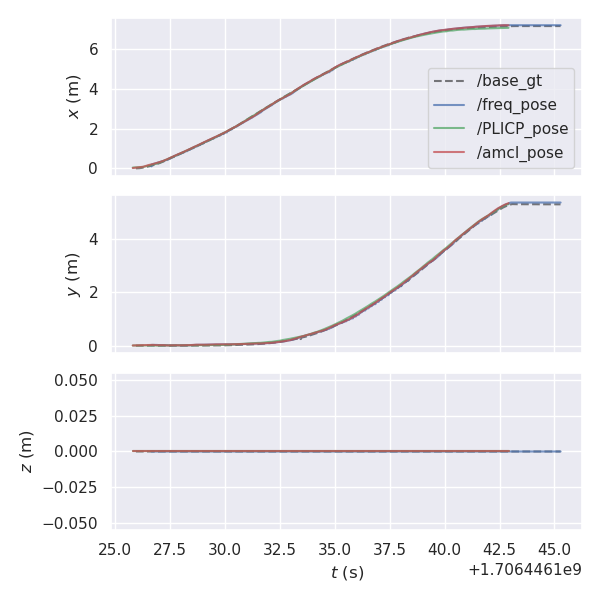 x (m)
6
4
2
0
/base_gt
/freq_pose
/PLICP_pose
/amcl_pose
y (m)
4
2
0
z (m)
0.050
0.025
0.000
−0.025
−0.050
25.0 27.5 30.0 32.5 35.0 37.5 40.0 42.5 45.0
t (s)
+1.7064461e9